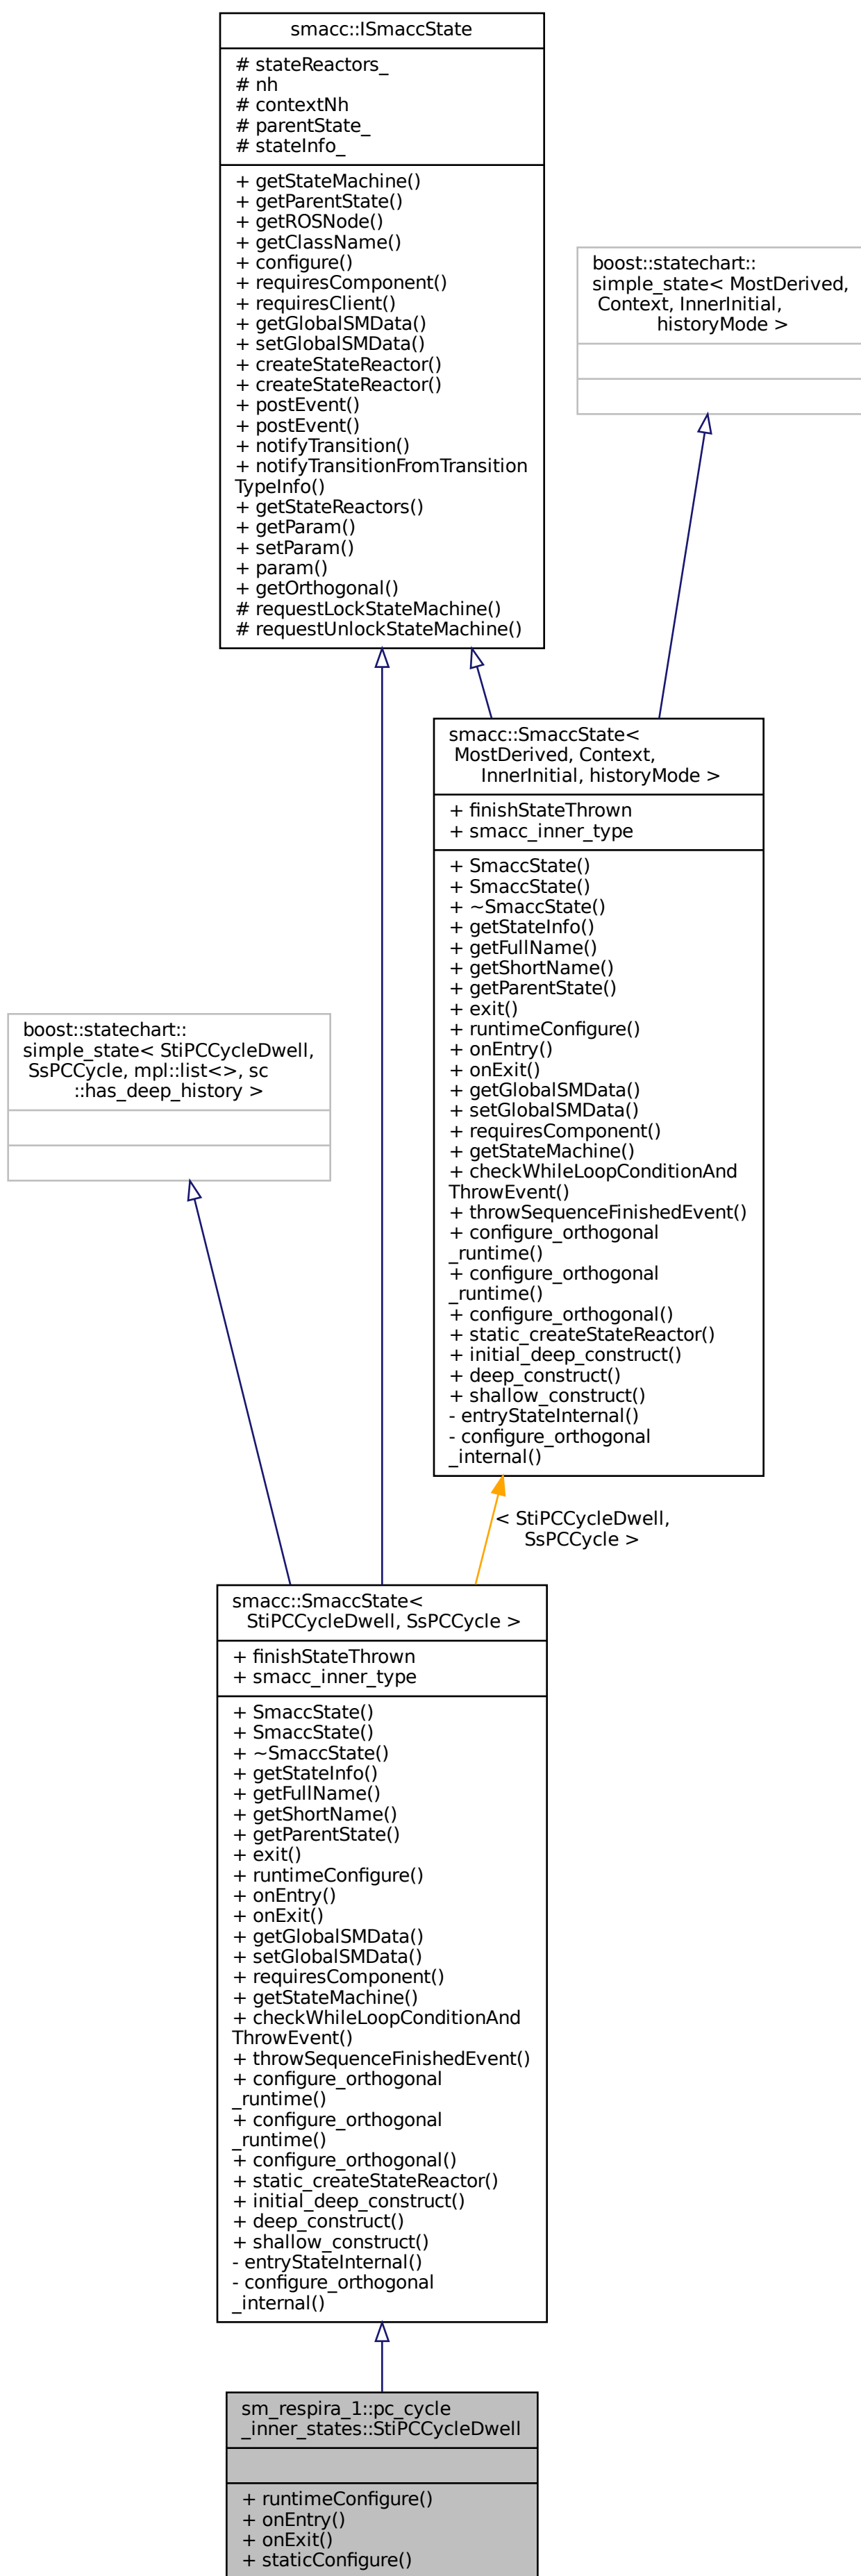 smacc::ISmaccState
# stateReactors_
# nh
# contextNh
# parentState_
# stateInfo_
+ getStateMachine()
+ getParentState()
+ getROSNode()
+ getClassName()
+ configure()
+ requiresComponent()
+ requiresClient()
+ getGlobalSMData()
+ setGlobalSMData()
+ createStateReactor()
+ createStateReactor()
+ postEvent()
+ postEvent()
+ notifyTransition()
+ notifyTransitionFromTransition
TypeInfo()
+ getStateReactors()
+ getParam()
+ setParam()
+ param()
+ getOrthogonal()
# requestLockStateMachine()
# requestUnlockStateMachine()
boost::statechart::
simple_state< MostDerived,
Context, InnerInitial,
historyMode >
smacc::SmaccState<
MostDerived, Context,
InnerInitial, historyMode >
+ finishStateThrown
+ smacc_inner_type
+ SmaccState()
+ SmaccState()
+ ~SmaccState()
+ getStateInfo()
+ getFullName()
+ getShortName()
+ getParentState()
+ exit()
+ runtimeConfigure()
+ onEntry()
+ onExit()
+ getGlobalSMData()
+ setGlobalSMData()
+ requiresComponent()
+ getStateMachine()
+ checkWhileLoopConditionAnd
ThrowEvent()
+ throwSequenceFinishedEvent()
+ configure_orthogonal
_runtime()
+ configure_orthogonal
_runtime()
+ configure_orthogonal()
+ static_createStateReactor()
+ initial_deep_construct()
+ deep_construct()
+ shallow_construct()
- entryStateInternal()
- configure_orthogonal
_internal()
boost::statechart::
simple_state< StiPCCycleDwell,
SsPCCycle, mpl::list<>, sc
::has_deep_history >
< StiPCCycleDwell,
SsPCCycle >
smacc::SmaccState<
StiPCCycleDwell, SsPCCycle >
+ finishStateThrown
+ smacc_inner_type
+ SmaccState()
+ SmaccState()
+ ~SmaccState()
+ getStateInfo()
+ getFullName()
+ getShortName()
+ getParentState()
+ exit()
+ runtimeConfigure()
+ onEntry()
+ onExit()
+ getGlobalSMData()
+ setGlobalSMData()
+ requiresComponent()
+ getStateMachine()
+ checkWhileLoopConditionAnd
ThrowEvent()
+ throwSequenceFinishedEvent()
+ configure_orthogonal
_runtime()
+ configure_orthogonal
_runtime()
+ configure_orthogonal()
+ static_createStateReactor()
+ initial_deep_construct()
+ deep_construct()
+ shallow_construct()
- entryStateInternal()
- configure_orthogonal
_internal()
sm_respira_1::pc_cycle
_inner_states::StiPCCycleDwell
+ runtimeConfigure()
+ onEntry()
+ onExit()
+ staticConfigure()